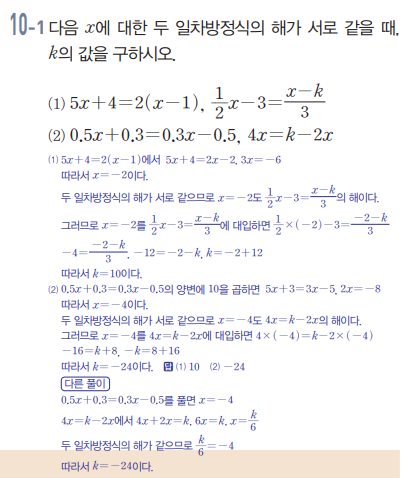 10-1 다음 x에 대한 두 일차방정식의 해가 서로 같을 때,
k의 값을 구하시오.
(1) 5x+4=2(x-1), 1/2x-3=(x-k)/3
(2) 0.5x+0.3=0.3x-0.5, 4x=k-2x
(1) 5x+4=2(x-1)에서 5x+4=2x-2, 3x=-6
따라서 x=-2이다.
두 일차방정식의 해가 서로 같으므로 x=-2도 1/2x-3=(x-k)/3의 해이다.
그러므로 x=-2를 1/2x-3=(x-k)/3에 대입하면 1/2×(-2)-3=(-2-k)/3
-4=(-2-k)/3, -12=-2-k, k=-2+12
따라서 k=10이다.
(2) 0.5x+0.3=0.3x-0.5의 양변에 10을 곱하면 5x+3=3x-5, 2x=-8
따라서 x=-4이다.
두 일차방정식의 해가 서로 같으므로 x=-4도 4x=k-2x의 해이다.
그러므로 x=-4를 4x=k-2x에 대입하면 4×(-4)=k-2×(-4)
-16=k+8, -k=8+16
따라서 k=-24이다. 답 (1) 10 (2) -24
다른 풀이
0.5x+0.3=0.3x-0.5를 풀면 x=-4
4x=k-2x에서 4x+2x=k, 6x=k, x=k/6
두 일차방정식의 해가 같으므로 k/6=-4
따라서 k=-24이다.